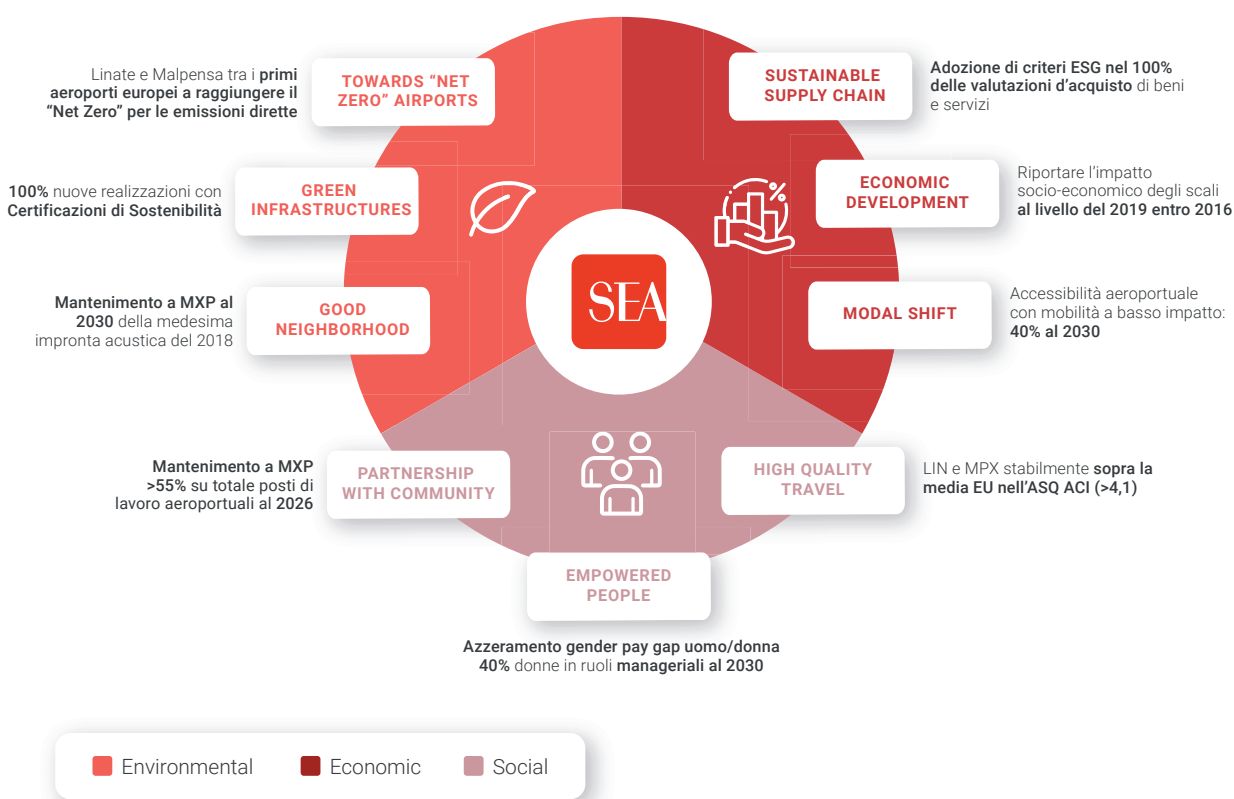 Linate e Malpensa tra i primi
aeroporti europei a raggiungere il
“Net Zero” per le emissioni dirette
TOWARDS “NET
ZERO” AIRPORTS
100% nuove realizzazioni con
Certificazioni di Sostenibilità
GREEN
INFRASTRUCTURES
Mantenimento a MXP al
2030 della medesima
impronta acustica del 2018
GOOD
NEIGHBORHOOD
SUSTAINABLE
SUPPLY CHAIN
Adozione di criteri ESG nel 100%
delle valutazioni d’acquisto di beni
e servizi
ECONOMIC
DEVELOPMENT
Riportare l’impatto
socio-economico degli scali
al livello del 2019 entro 2016
MODAL SHIFT
Accessibilità aeroportuale
con mobilità a basso impatto:
40% al 2030
%
SEA
Mantenimento a MXP
>55% su totale posti di
lavoro aeroportuali al 2026
PARTNERSHIP
WITH COMMUNITY
HIGH QUALITY
TRAVEL
LIN e MPX stabilmente sopra la
media EU nell’ASQ ACI (>4,1)
EMPOWERED
PEOPLE
Azzeramento gender pay gap uomo/donna
40% donne in ruoli manageriali al 2030
Environmental
Economic
Social